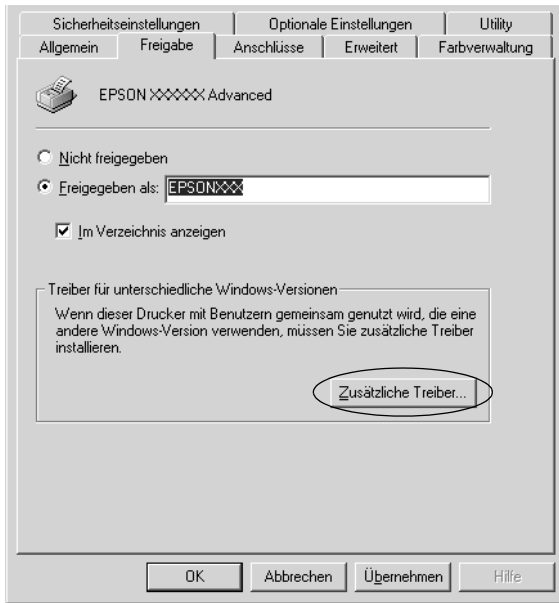 Sicherheitseinstellungen Optionale Einstellungen Utility
Allgemein Freigabe Anschlüsse Erweitert Farbverwaltung
EPSON XXXXXX Advanced
Nicht freigegeben
Freigegeben als: EPSONXXX
Im Verzeichnis anzeigen
Treiber für unterschiedliche Windows-Versionen
Wenn dieser Drucker mit Benutzern gemeinsam genutzt wird, die eine
andere Windows-Version verwenden, müssen Sie zusätzliche Treiber
installieren.
Zusätzliche Treiber...
OK Abbrechen Übernehmen Hilfe